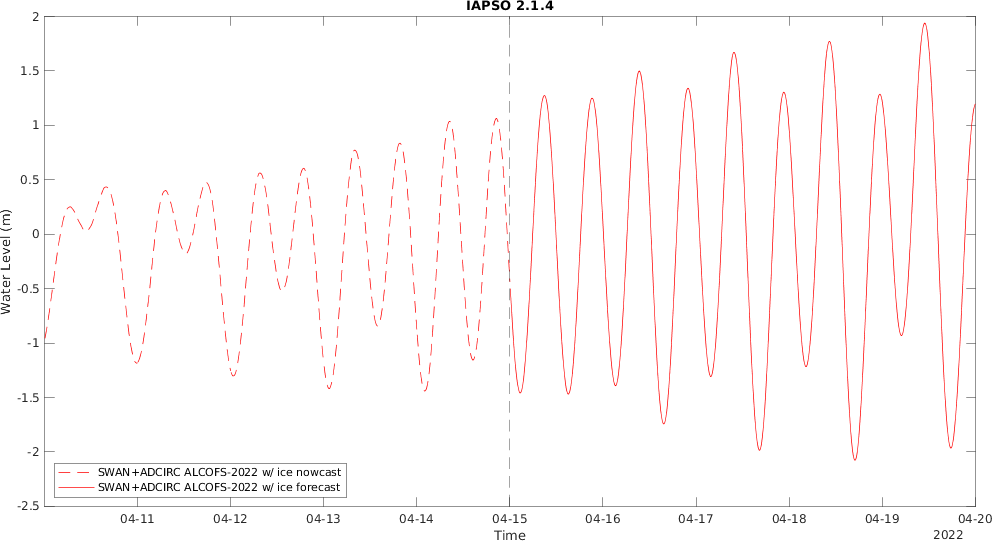 IAPSO 2.1.4
2
1.5
1
0.5
0
-0.5
-1
-1.5
-2
-2.5
Water Level (m)
SWAN+ADCIRC ALCOFS-2022 w/ ice nowcast
SWAN+ADCIRC ALCOFS-2022 w/ ice forecast
04-11 04-12 04-13 04-14 04-15 04-16 04-17 04-18 04-19 04-20
Time
2022